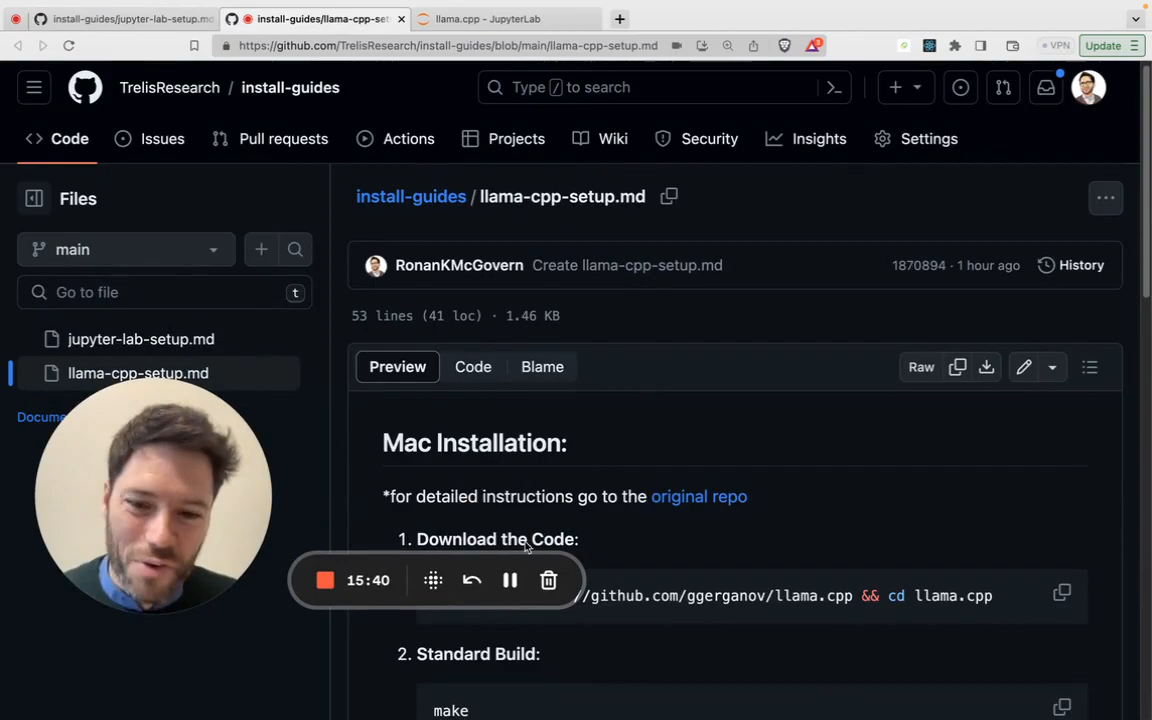 install-guides/jupyter-lab-setup.md
install-guides/llama-cpp-set
llama.cpp - JupyterLab
https://github.com/TrelisResearch/install-guides/blob/main/llama-cpp-setup.md
VPN
Update
TrelisResearch / install-guides
Type / to search
Code
Issues
Pull requests
Actions
Projects
Wiki
Security
Insights
Settings
Files
install-guides / llama-cpp-setup.md
main
RonanKMcGovern Create llama-cpp-setup.md
1870894 · 1 hour ago
History
Go to file
t
53 lines (41 loc) · 1.46 KB
jupyter-lab-setup.md
llama-cpp-setup.md
Preview
Code
Blame
Raw
Docume
Mac Installation:
*for detailed instructions go to the original repo
1. Download the Code:
15:40
//github.com/ggerganov/llama.cpp && cd llama.cpp
2. Standard Build:
make